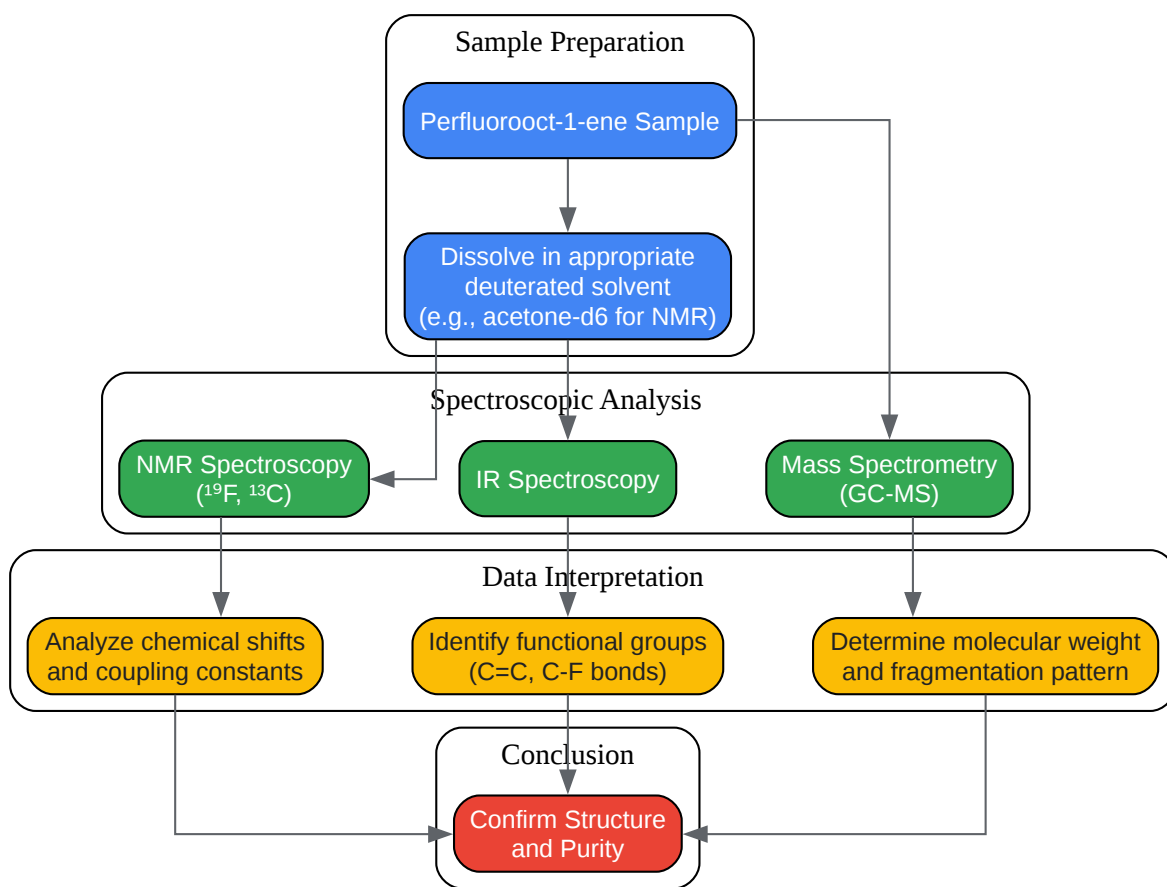 Sample Preparation
Perfluorooct-1-ene Sample
Dissolve in appropriate
deuterated solvent
(e.g., acetone-d6 for NMR)
Spectroscopic Analysis
NMR Spectroscopy
(¹⁹F, ¹³C)
IR Spectroscopy
Mass Spectrometry
(GC-MS)
Data Interpretation
Analyze chemical shifts
and coupling constants
Identify functional groups
(C=C, C-F bonds)
Determine molecular weight
and fragmentation pattern
Conclusion
Confirm Structure
and Purity